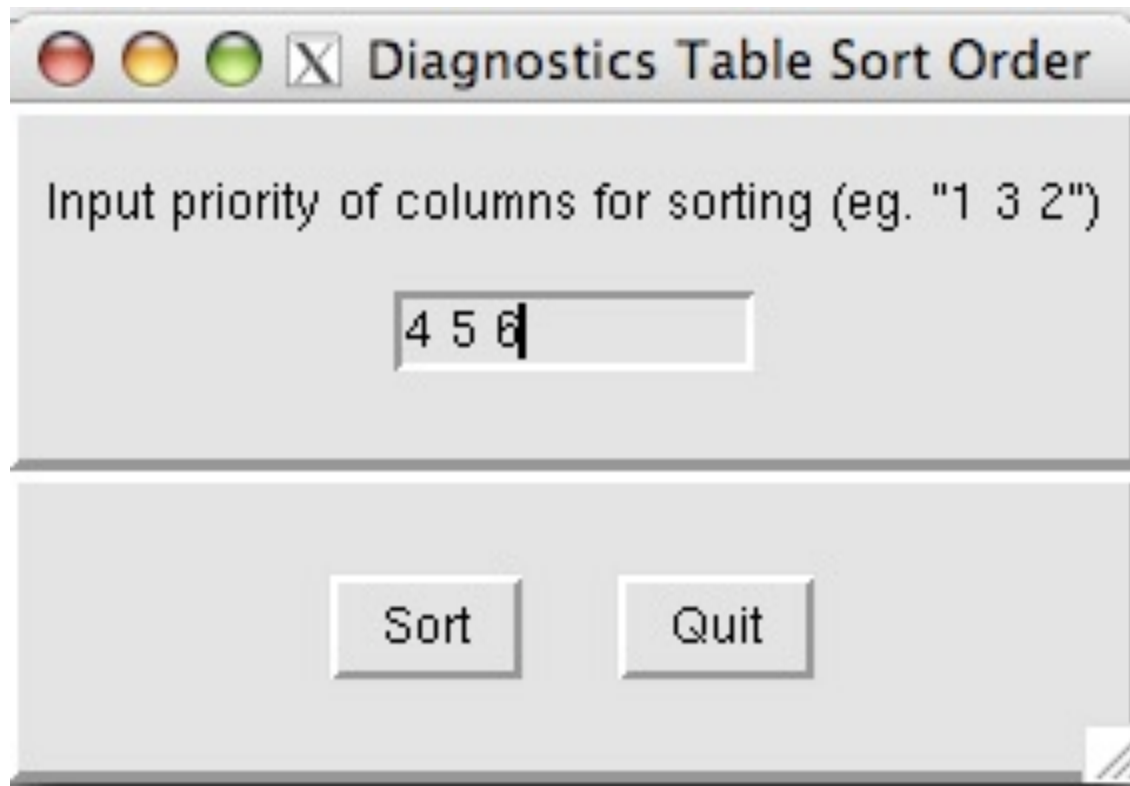 X Diagnostics Table Sort Order
Input priority of columns for sorting (eg. "1 3 2")
4 5 6
Sort Quit